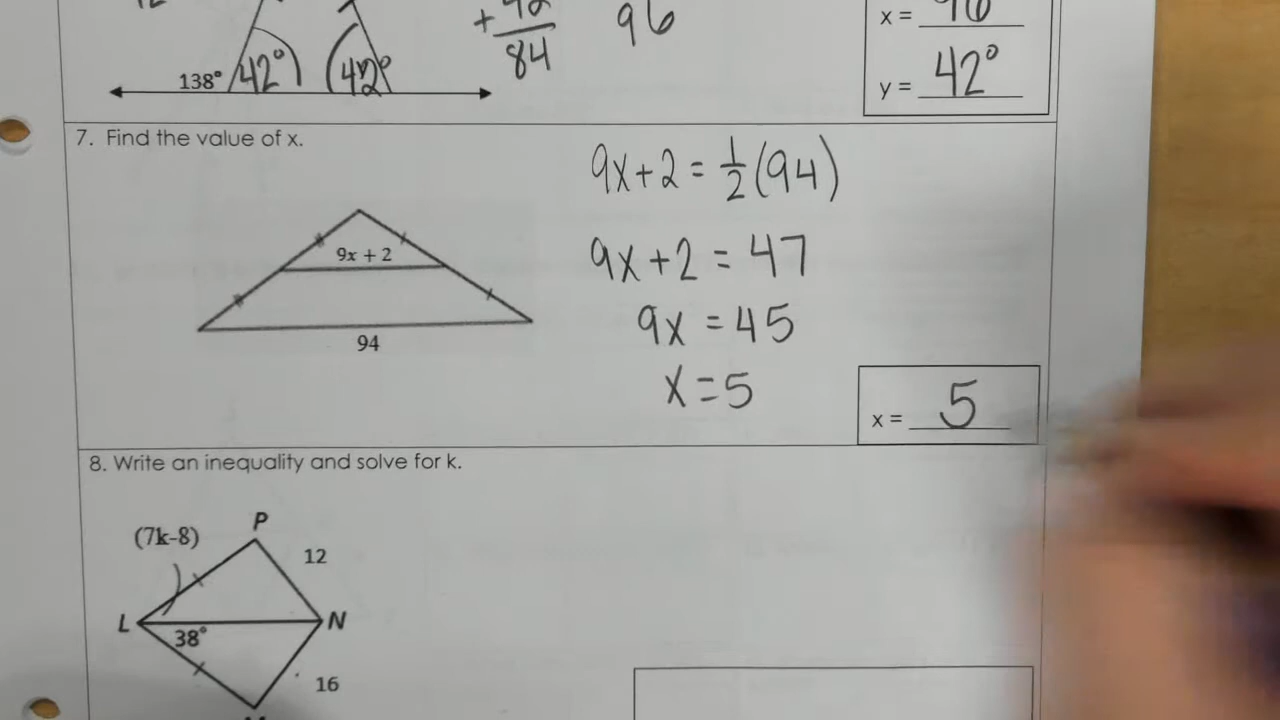 + 42
84
96
x = 96
138° 42° 42°
y = 42°
7. Find the value of x.
9x+2 = 1/2(94)
9x + 2
9x+2 = 47
9x = 45
94
x = 5
x = 5
8. Write an inequality and solve for k.
P
(7k-8)
12
L
N
38°
16